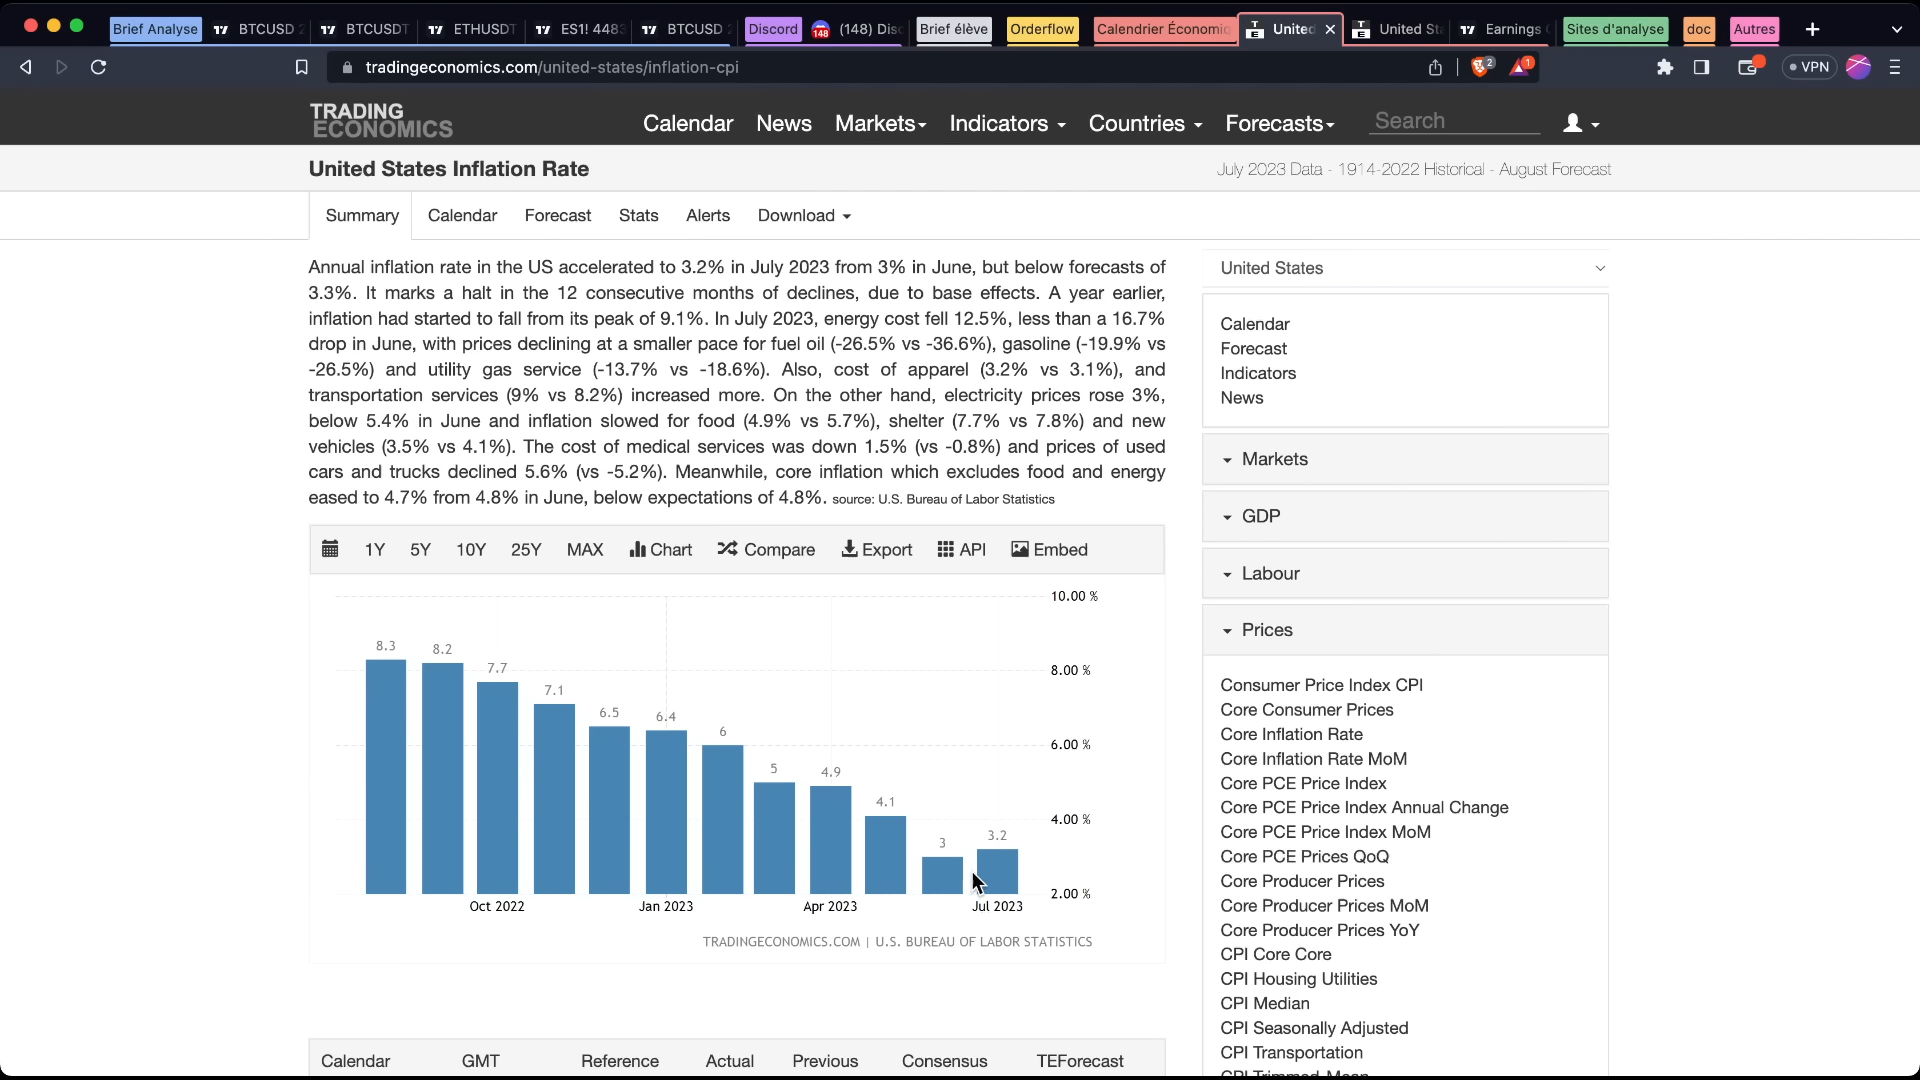 Brief Analyse BTCUSD BTCUSDT ETHUSDT ES1! 448 BTCUSD Discord 148 (148) Dis Brief élève Orderflow Calendrier Économi United United St Earnings Sites d'analyse doc Autres
tradingeconomics.com/united-states/inflation-cpi 2 1 VPN
TRADING
ECONOMICS
Calendar News Markets Indicators Countries Forecasts Search
United States Inflation Rate
July 2023 Data - 1914-2022 Historical - August Forecast
Summary Calendar Forecast Stats Alerts Download
Annual inflation rate in the US accelerated to 3.2% in July 2023 from 3% in June, but below forecasts of
3.3%. It marks a halt in the 12 consecutive months of declines, due to base effects. A year earlier,
inflation had started to fall from its peak of 9.1%. In July 2023, energy cost fell 12.5%, less than a 16.7%
drop in June, with prices declining at a smaller pace for fuel oil (-26.5% vs -36.6%), gasoline (-19.9% vs
-26.5%) and utility gas service (-13.7% vs -18.6%). Also, cost of apparel (3.2% vs 3.1%), and
transportation services (9% vs 8.2%) increased more. On the other hand, electricity prices rose 3%,
below 5.4% in June and inflation slowed for food (4.9% vs 5.7%), shelter (7.7% vs 7.8%) and new
vehicles (3.5% vs 4.1%). The cost of medical services was down 1.5% (vs -0.8%) and prices of used
cars and trucks declined 5.6% (vs -5.2%). Meanwhile, core inflation which excludes food and energy
eased to 4.7% from 4.8% in June, below expectations of 4.8%. source: U.S. Bureau of Labor Statistics
1Y 5Y 10Y 25Y MAX Chart Compare Export API Embed
10.00 %
8.00 %
6.00 %
4.00 %
2.00 %
8.3 8.2 7.7 7.1 6.5 6.4 6 5 4.9 4.1 3 3.2
Oct 2022 Jan 2023 Apr 2023 Jul 2023
TRADINGECONOMICS.COM | U.S. BUREAU OF LABOR STATISTICS
Calendar GMT Reference Actual Previous Consensus TEForecast
United States
Calendar
Forecast
Indicators
News
Markets
GDP
Labour
Prices
Consumer Price Index CPI
Core Consumer Prices
Core Inflation Rate
Core Inflation Rate MoM
Core PCE Price Index
Core PCE Price Index Annual Change
Core PCE Price Index MoM
Core PCE Prices QoQ
Core Producer Prices
Core Producer Prices MoM
Core Producer Prices YoY
CPI Core Core
CPI Housing Utilities
CPI Median
CPI Seasonally Adjusted
CPI Transportation
CPI Trimmed-Mean